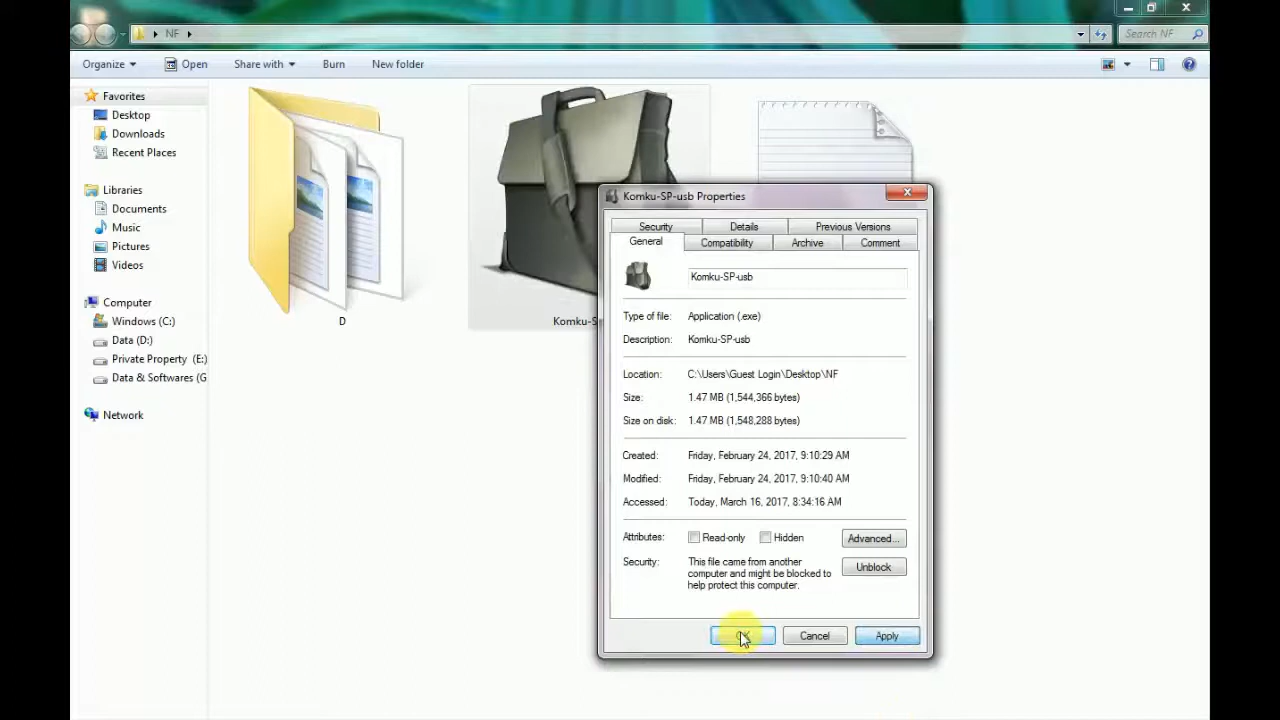 NF
Search NF
Organize
Open
Share with
Burn
New folder
Favorites
Desktop
Downloads
Recent Places
Libraries
Documents
Music
Pictures
Videos
Computer
Windows (C:)
Data (D:)
Private Property (E:)
Data & Softwares (G
Network
D
Komku-S
Komku-SP-usb Properties
Security Details Previous Versions
General Compatibility Archive Comment
Komku-SP-usb
Type of file: Application (.exe)
Description: Komku-SP-usb
Location: C:\Users\Guest Login\Desktop\NF
Size: 1.47 MB (1,544,366 bytes)
Size on disk: 1.47 MB (1,548,288 bytes)
Created: Friday, February 24, 2017, 9:10:29 AM
Modified: Friday, February 24, 2017, 9:10:40 AM
Accessed: Today, March 16, 2017, 8:34:16 AM
Attributes: Read-only Hidden Advanced...
Security: This file came from another
computer and might be blocked to
help protect this computer.
Unblock
OK Cancel Apply